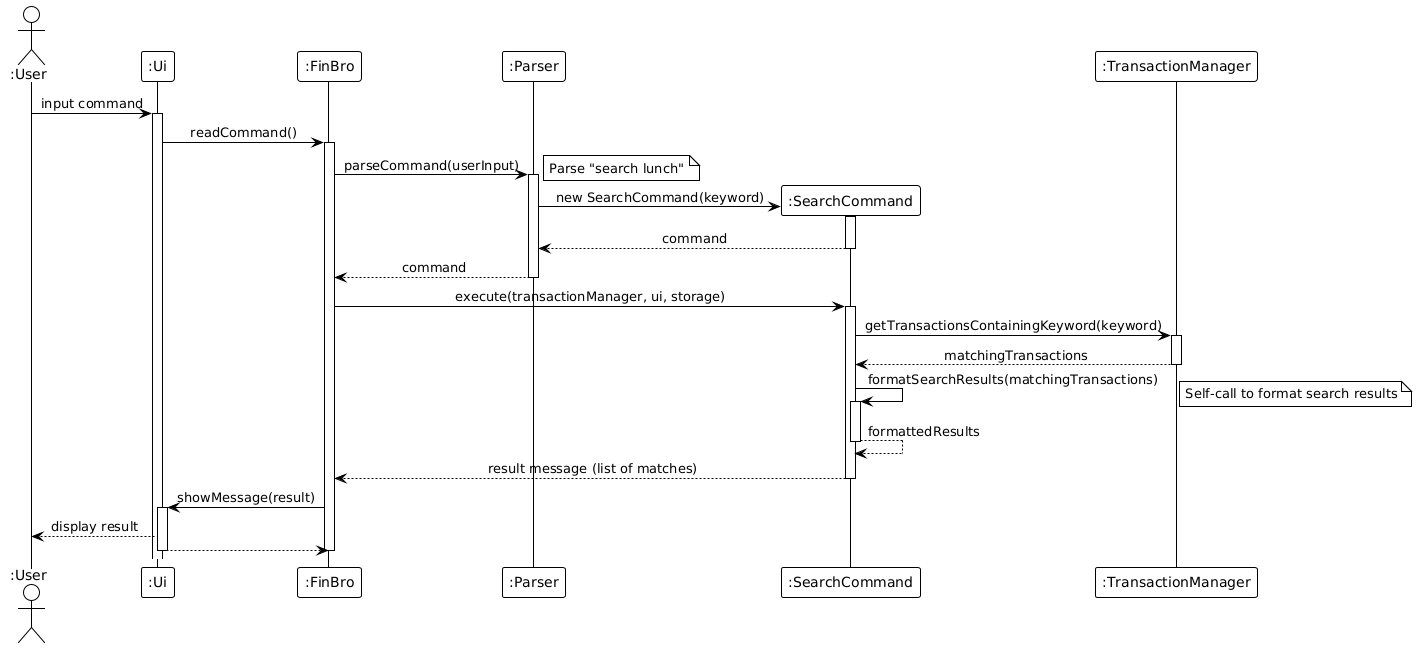 :User
:Ui
:FinBro
:Parser
:TransactionManager
input command
readCommand()
parseCommand(userInput)
Parse "search lunch"
new SearchCommand(keyword)
:SearchCommand
command
command
execute(transactionManager, ui, storage)
getTransactionsContainingKeyword(keyword)
matchingTransactions
formatSearchResults(matchingTransactions)
Self-call to format search results
formattedResults
result message (list of matches)
showMessage(result)
display result
:User
:Ui
:FinBro
:Parser
:SearchCommand
:TransactionManager